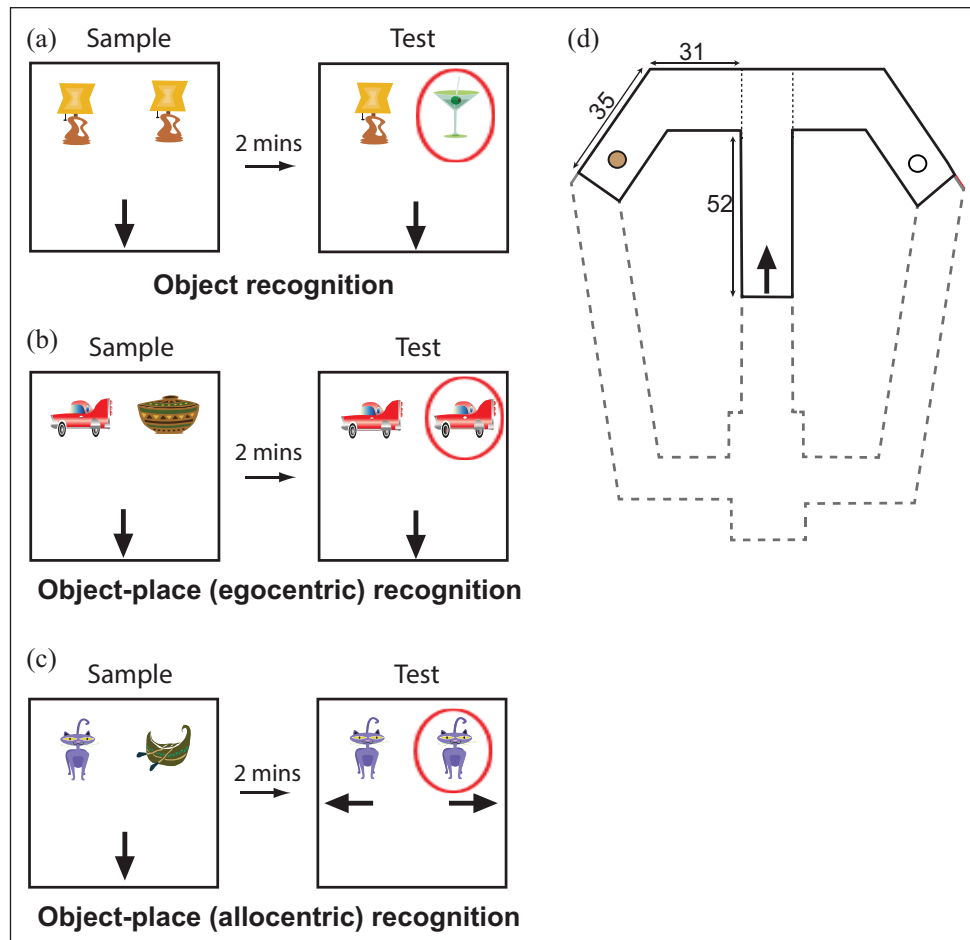 (a)
Sample
Test
2 mins
Object recognition
(b)
Sample
Test
2 mins
Object-place (egocentric) recognition
(c)
Sample
Test
2 mins
Object-place (allocentric) recognition
(d)
31
35
52